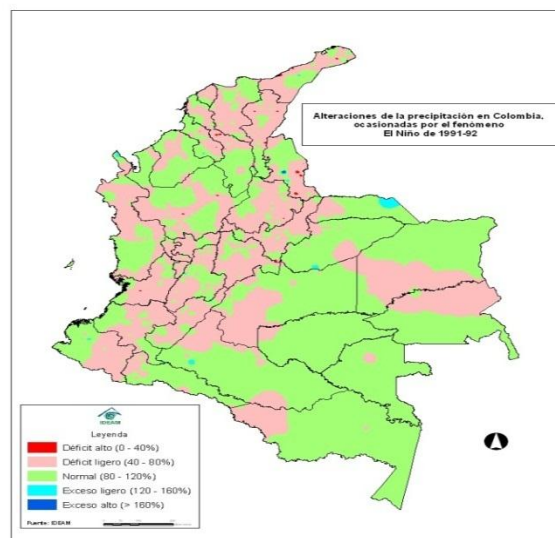 Alteraciones de la precipitación en Colombia,
ocasionadas por el fenómeno
El Niño de 1991-92
IDEAM
Leyenda
Déficit alto (0 - 40%)
Déficit ligero (40 - 80%)
Normal (80 - 120%)
Exceso ligero (120 - 160%)
Exceso alto (> 160%)
Fuente: IDEAM